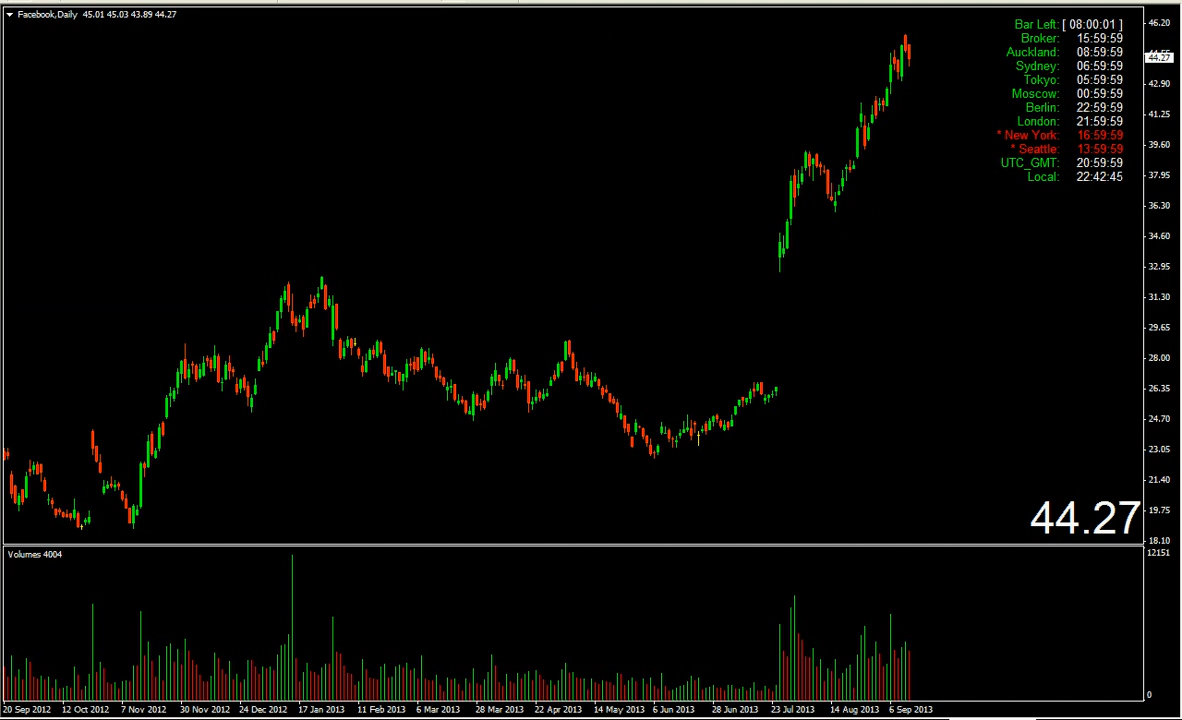 Facebook,Daily 45.01 45.03 43.89 44.27
Bar Left: [ 08:00:01 ]
Broker: 15:59:59
Auckland: 08:59:59
Sydney: 06:59:59
Tokyo: 05:59:59
Moscow: 00:59:59
Berlin: 22:59:59
London: 21:59:59
* New York: 16:59:59
* Seattle: 13:59:59
UTC_GMT: 20:59:59
Local: 22:42:45
46.20
44.27
42.90
41.25
39.60
37.95
36.30
34.60
32.95
31.30
29.65
28.00
26.35
24.70
23.05
21.40
19.75
18.10
44.27
Volumes 4004
12151
0
20 Sep 2012 12 Oct 2012 7 Nov 2012 30 Nov 2012 24 Dec 2012 17 Jan 2013 11 Feb 2013 6 Mar 2013 28 Mar 2013 22 Apr 2013 14 May 2013 6 Jun 2013 28 Jun 2013 23 Jul 2013 14 Aug 2013 6 Sep 2013